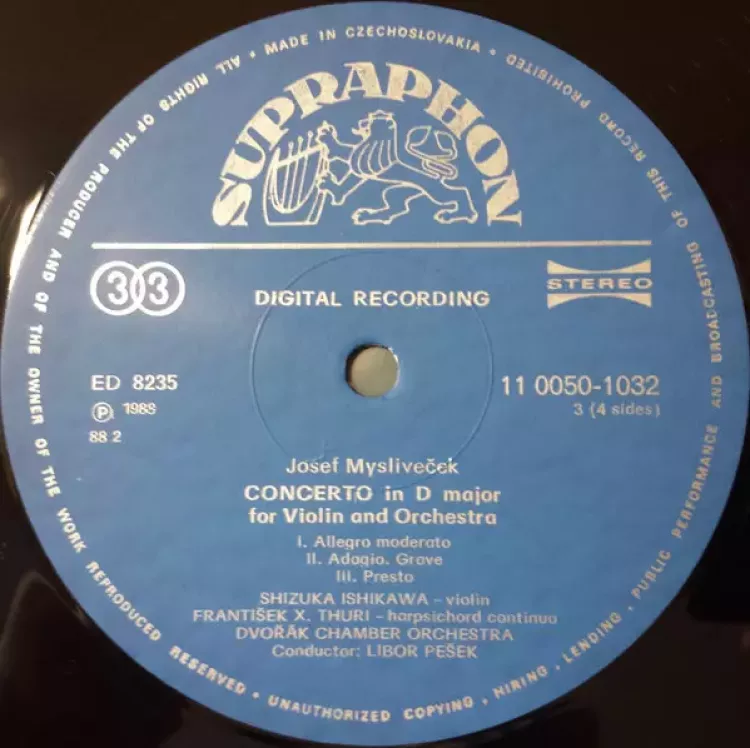 ALL RIGHTS OF THE PRODUCER AND OF THE OWNER OF THE WORK REPRODUCED RESERVED • UNAUTHORIZED COPYING, HIRING, LENDING, PUBLIC PERFORMANCE AND BROADCASTING OF THIS RECORD PROHIBITED
• MADE IN CZECHOSLOVAKIA •
SUPRAPHON
33
DIGITAL RECORDING
STEREO
ED 8235
11 0050-1032
Ⓟ 1988
3 (4 sides)
88 2
Josef Mysliveček
CONCERTO in D major
for Violin and Orchestra
I. Allegro moderato
II. Adagio. Grave
III. Presto
SHIZUKA ISHIKAWA – violin
FRANTIŠEK X. THURI – harpsichord continuo
DVOŘÁK CHAMBER ORCHESTRA
Conductor: LIBOR PEŠEK